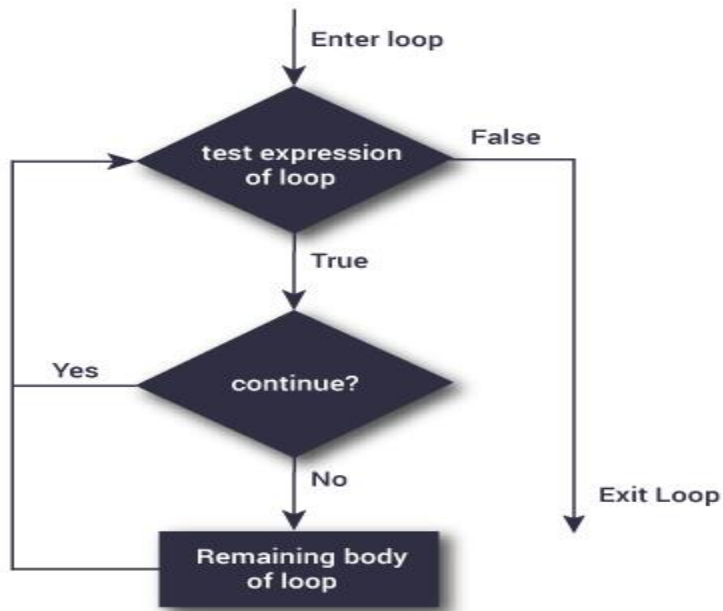 Enter loop
test expression
of loop
False
True
Yes
continue?
No
Exit Loop
Remaining body
of loop